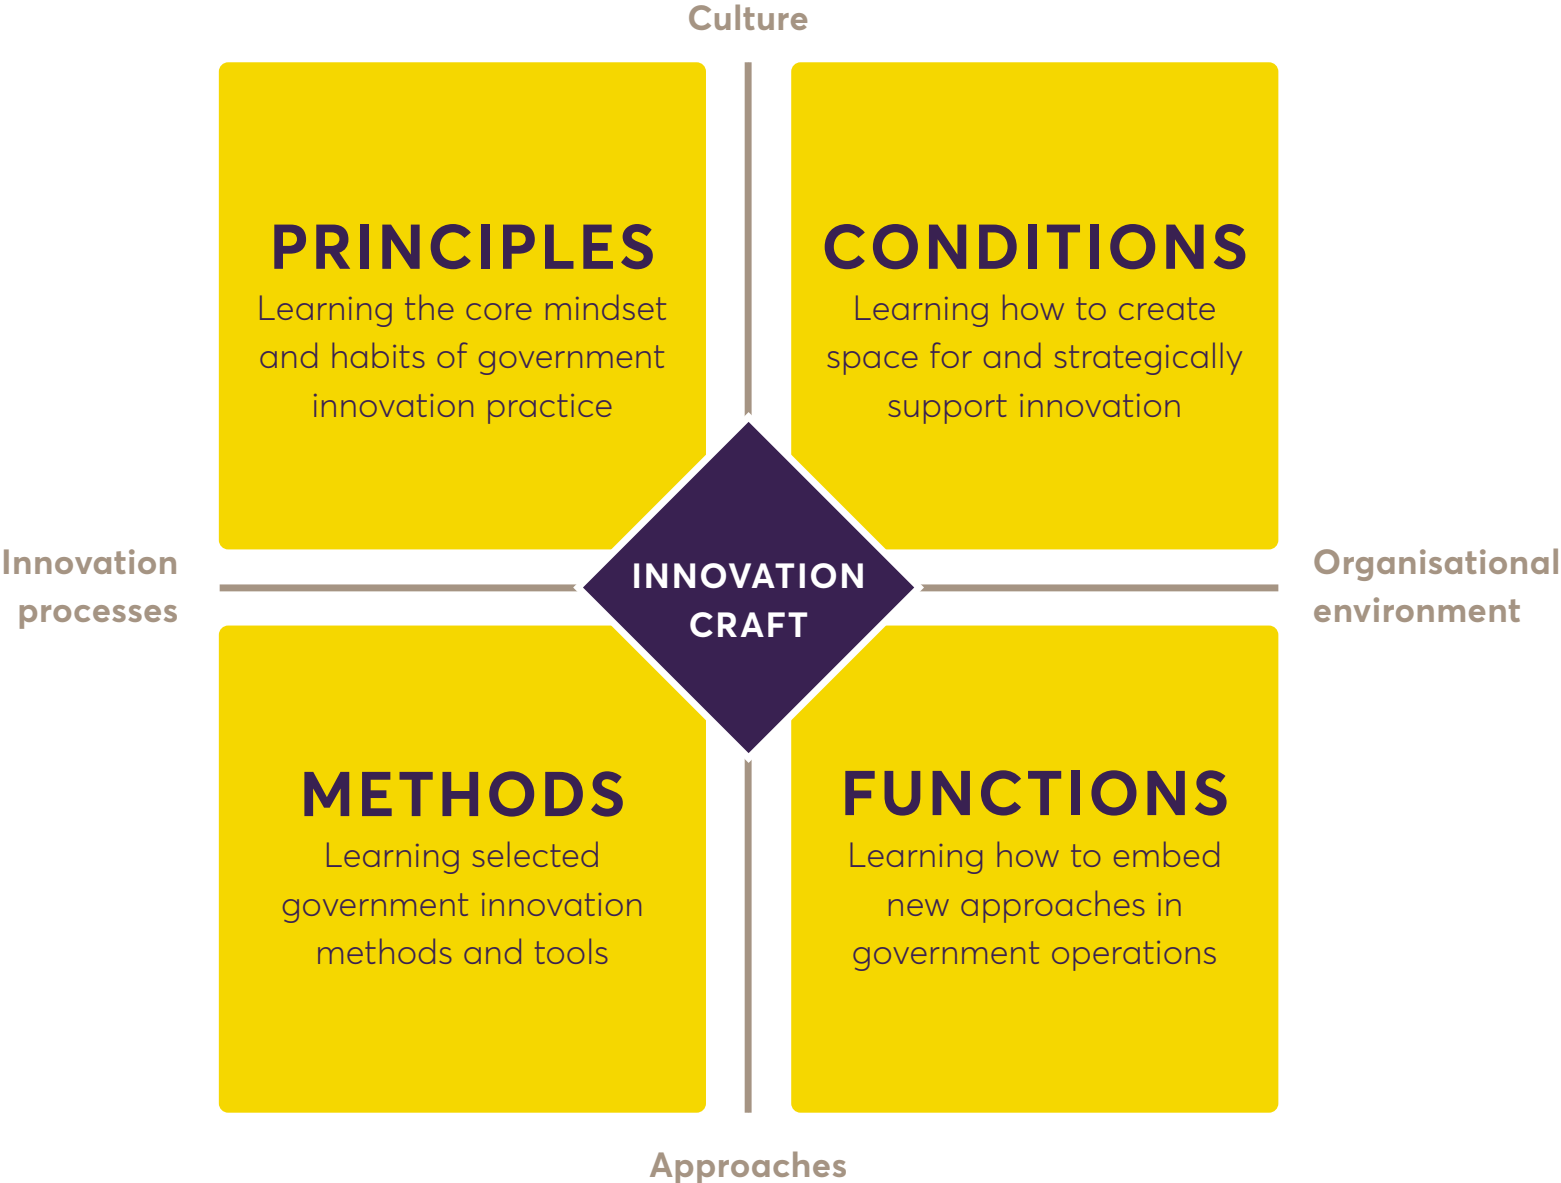 Culture
PRINCIPLES
Learning the core mindset
and habits of government
innovation practice
CONDITIONS
Learning how to create
space for and strategically
support innovation
Innovation
processes
INNOVATION
CRAFT
Organisational
environment
METHODS
Learning selected
government innovation
methods and tools
FUNCTIONS
Learning how to embed
new approaches in
government operations
Approaches